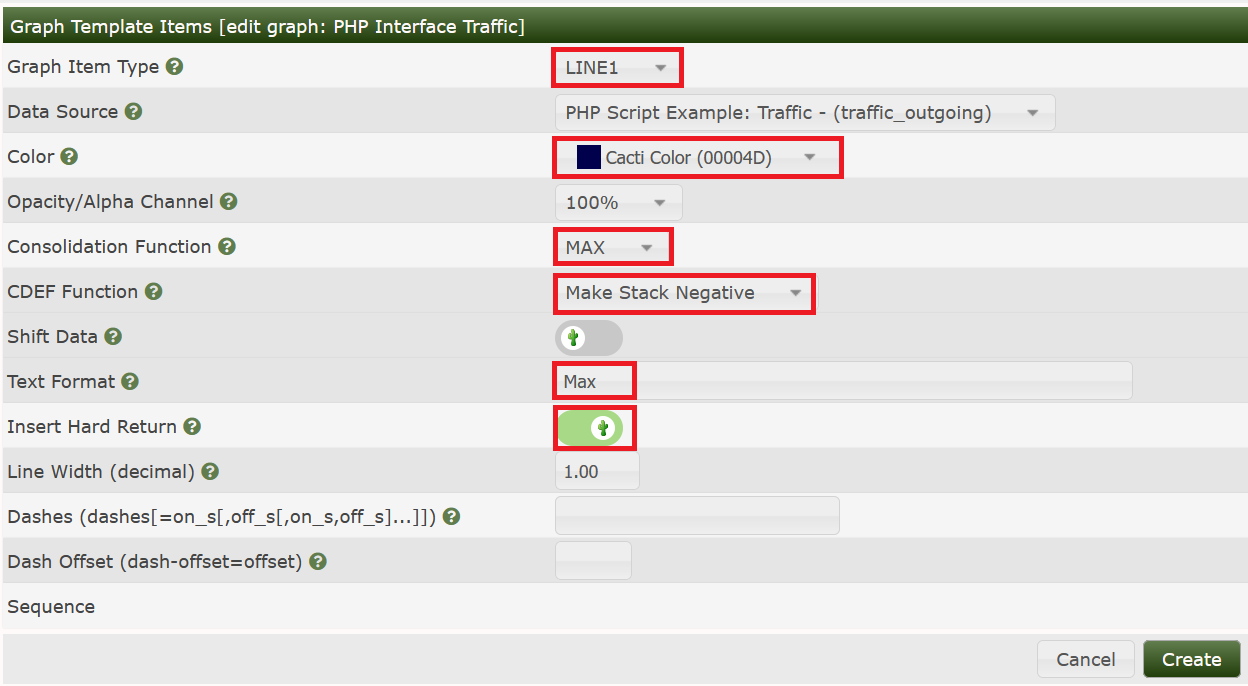 Graph Template Items [edit graph: PHP Interface Traffic]
Graph Item Type ? LINE1
Data Source ? PHP Script Example: Traffic - (traffic_outgoing)
Color ? Cacti Color (00004D)
Opacity/Alpha Channel ? 100%
Consolidation Function ? MAX
CDEF Function ? Make Stack Negative
Shift Data ?
Text Format ? Max
Insert Hard Return ?
Line Width (decimal) ? 1.00
Dashes (dashes[=on_s[,off_s[,on_s,off_s]...]]) ?
Dash Offset (dash-offset=offset) ?
Sequence
Cancel Create